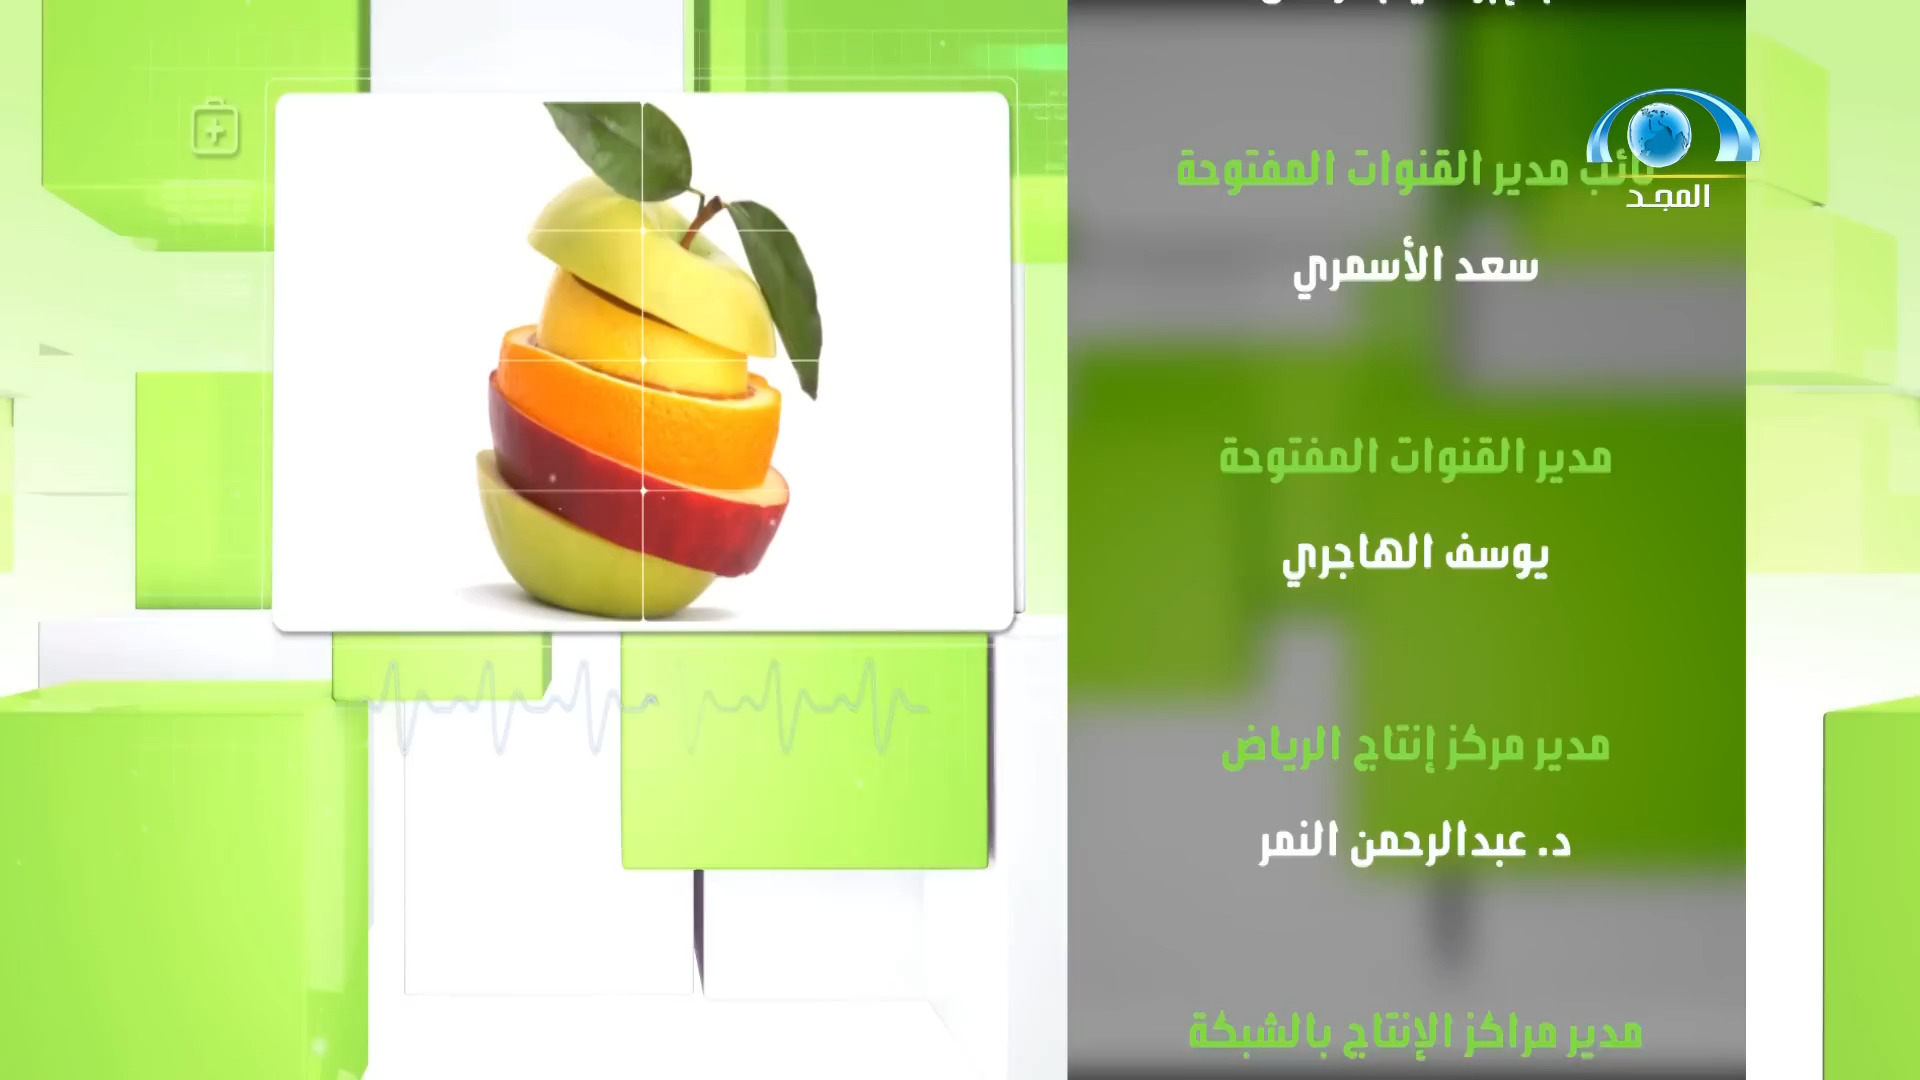 نائب مدير القنوات المفتوحة
المجد
سعد الأسمري
مدير القنوات المفتوحة
يوسف الهاجري
مدير مركز إنتاج الرياض
د. عبدالرحمن النمر
مدير مراكز الإنتاج بالشبكة